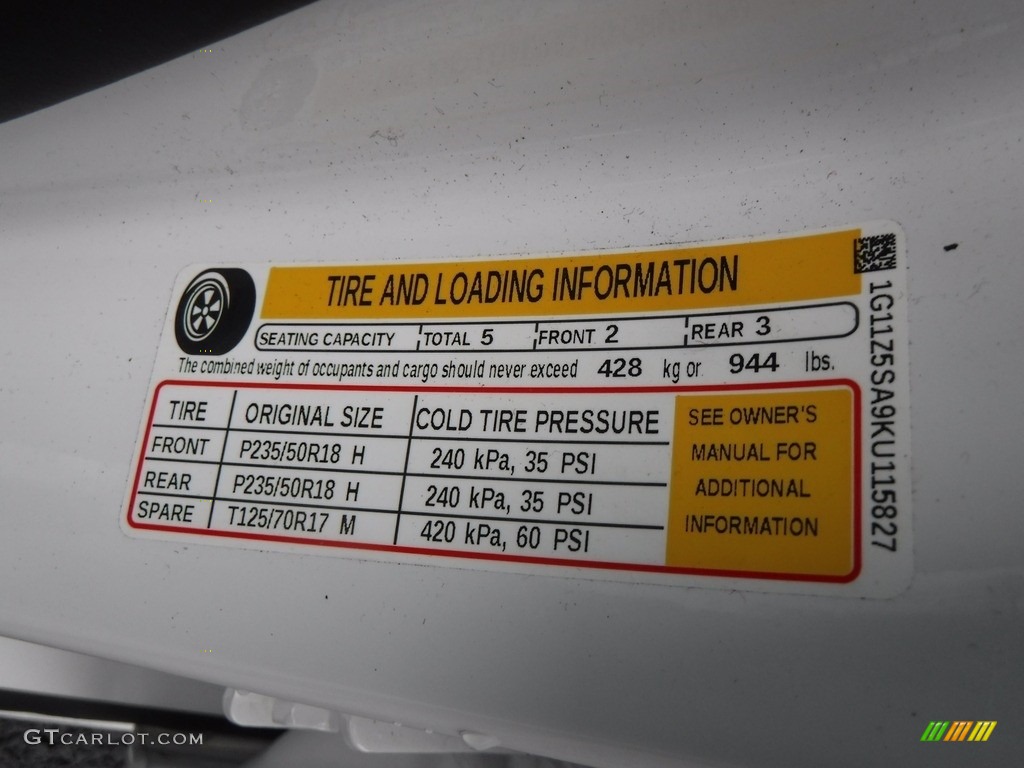 TIRE AND LOADING INFORMATION
SEATING CAPACITY TOTAL 5 FRONT 2 REAR 3
The combined weight of occupants and cargo should never exceed 428 kg or 944 lbs.
TIRE ORIGINAL SIZE COLD TIRE PRESSURE
FRONT P235/50R18 H 240 kPa, 35 PSI
REAR P235/50R18 H 240 kPa, 35 PSI
SPARE T125/70R17 M 420 kPa, 60 PSI
SEE OWNER'S
MANUAL FOR
ADDITIONAL
INFORMATION
1G11Z5SA9KU115827
GTCARLOT.COM